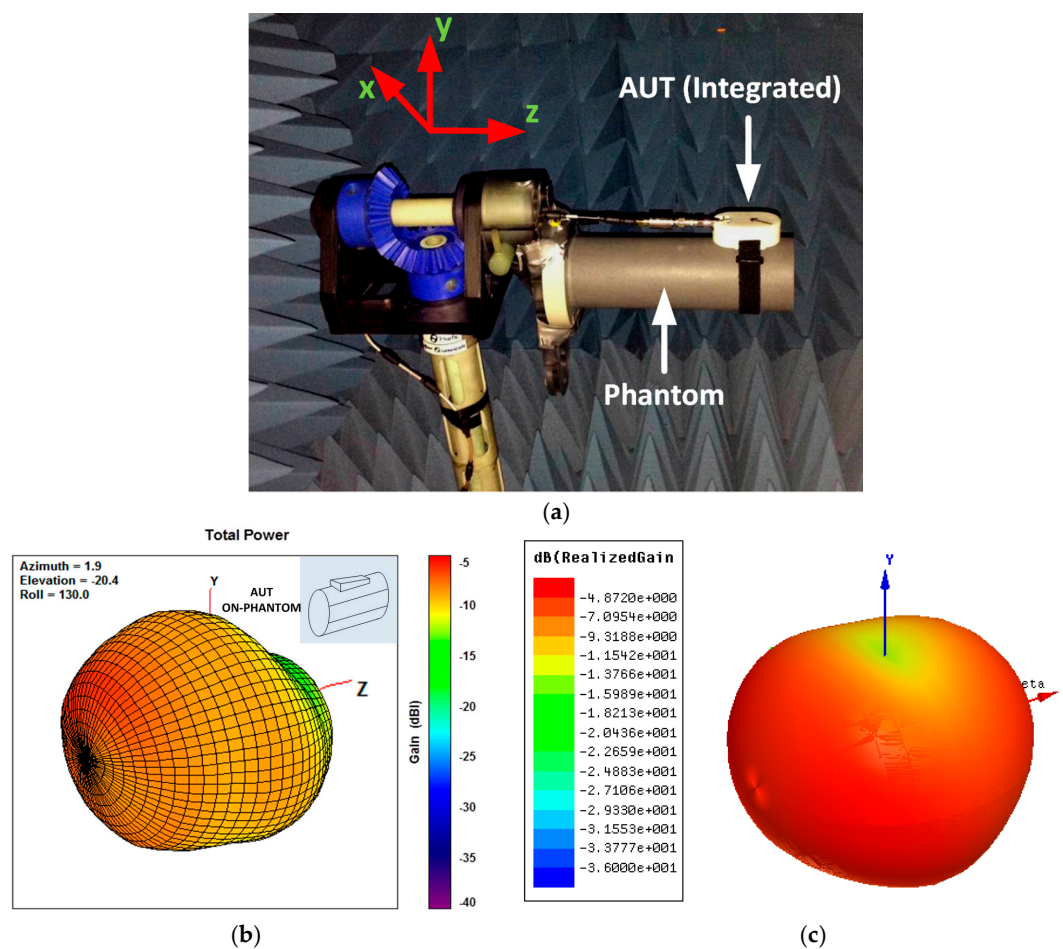 y
x
z
AUT (Integrated)
Phantom
(a)
Total Power
Azimuth = 1.9
Elevation = -20.4
Roll = 130.0
Y
AUT
ON-PHANTOM
Z
-5
-10
-15
-20
-25
-30
-35
-40
Gain (dBi)
(b)
dB(RealizedGain
-4.8720e+000
-7.0954e+000
-9.3188e+000
-1.1542e+001
-1.3766e+001
-1.5989e+001
-1.8213e+001
-2.0436e+001
-2.2659e+001
-2.4883e+001
-2.7106e+001
-2.9330e+001
-3.1553e+001
-3.3777e+001
-3.6000e+001
Y
eta
(c)